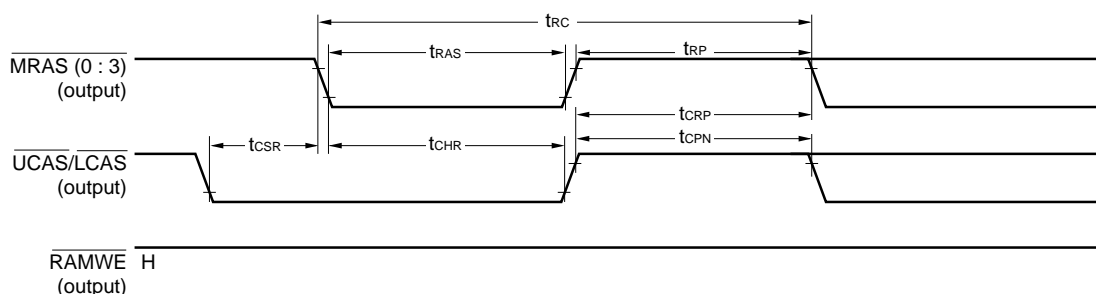 tRC
tRAS
tRP
MRAS (0 : 3)
(output)
tCRP
tCSR
tCHR
tCPN
UCAS/LCAS
(output)
RAMWE H
(output)